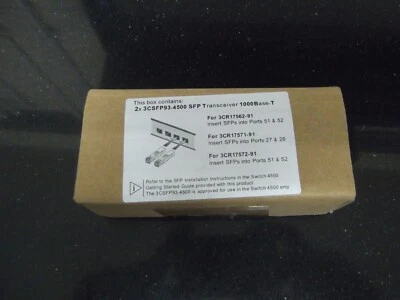 This box contains:
2x 3CSFP93-4500 SFP Transceiver 1000Base-T
For 3CR17562-91
Insert SFPs into Ports 51 & 52
For 3CR17571-91
Insert SFPs into Ports 27 & 28
For 3CR17572-91
Insert SFPs into Ports 51 & 52
Refer to the SFP Installation Instructions in the Switch 4500
Getting Started Guide provided with this product
The 3CSFP93-4500 is approved for use in the Switch 4500 only